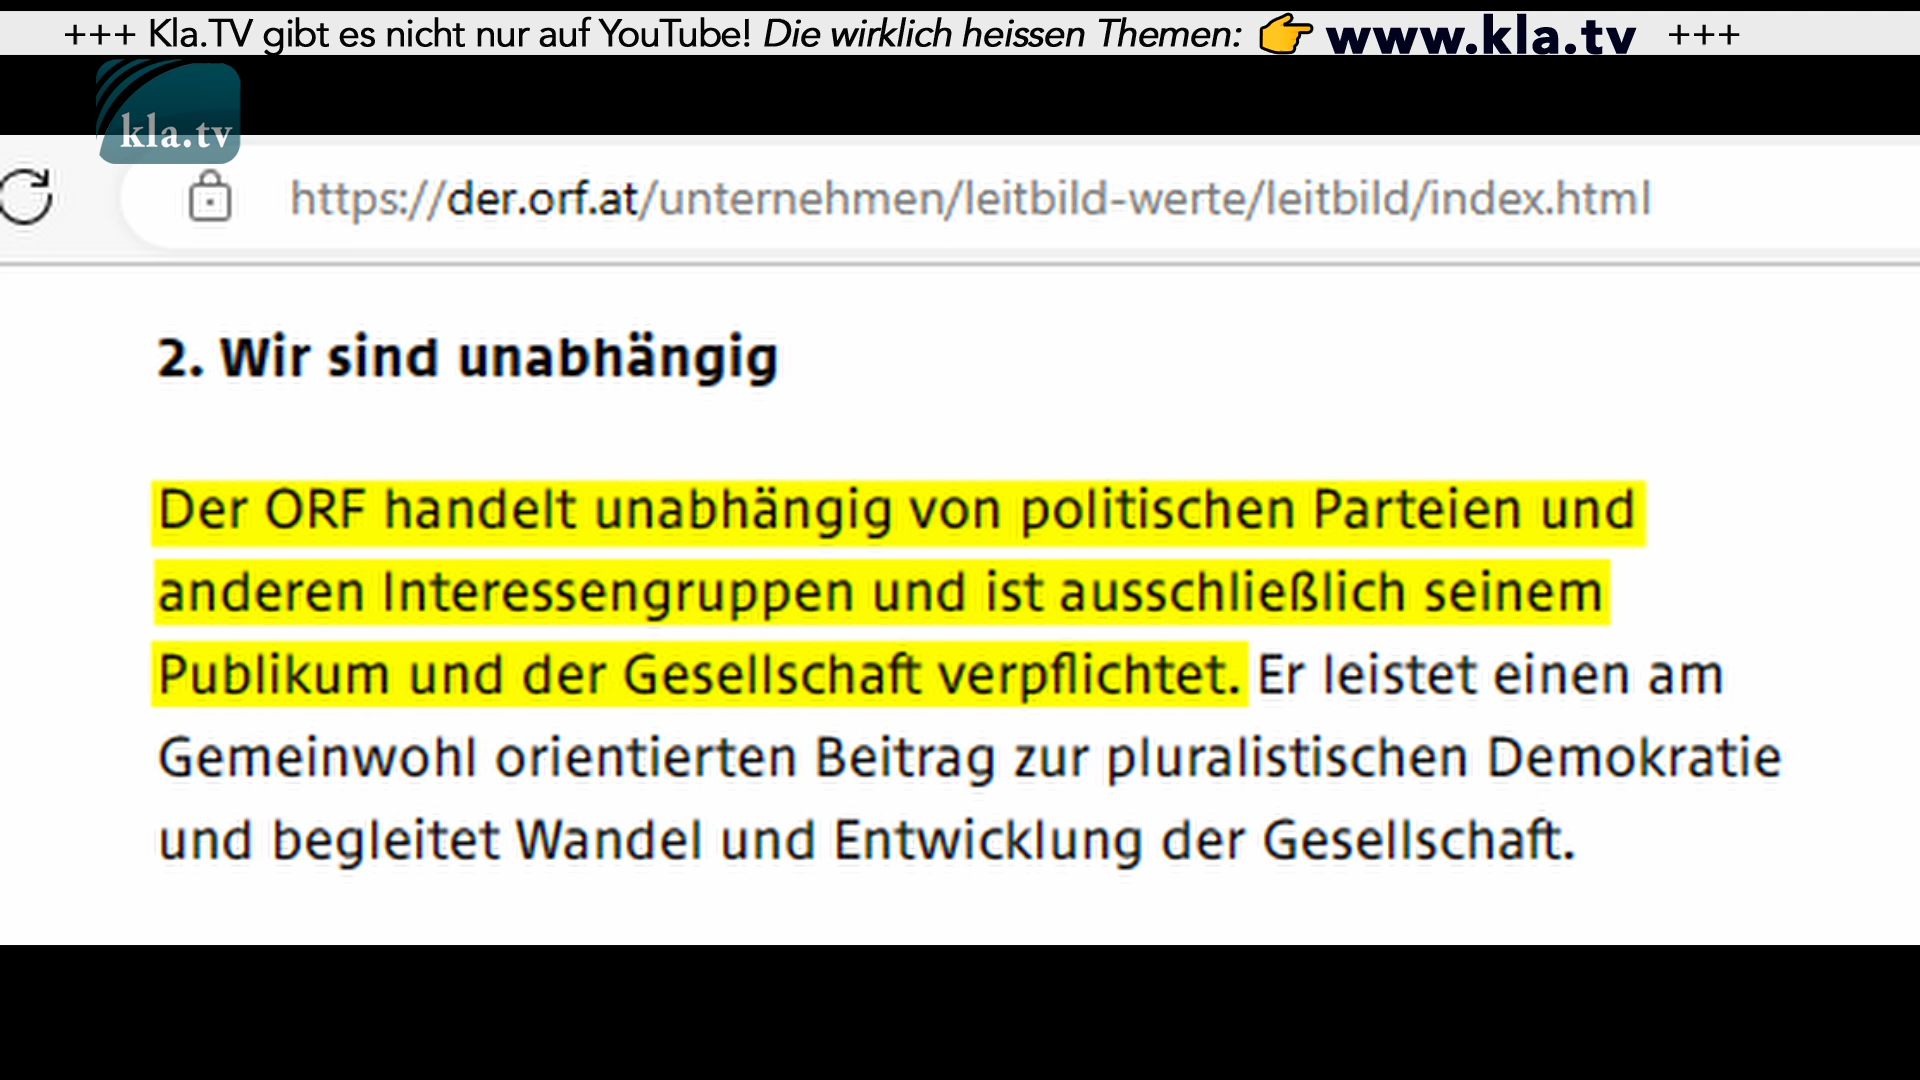 +++ Kla.TV gibt es nicht nur auf YouTube! Die wirklich heissen Themen: 👉 www.kla.tv +++
kla.tv
https://der.orf.at/unternehmen/leitbild-werte/leitbild/index.html
2. Wir sind unabhängig
Der ORF handelt unabhängig von politischen Parteien und
anderen Interessengruppen und ist ausschließlich seinem
Publikum und der Gesellschaft verpflichtet. Er leistet einen am
Gemeinwohl orientierten Beitrag zur pluralistischen Demokratie
und begleitet Wandel und Entwicklung der Gesellschaft.